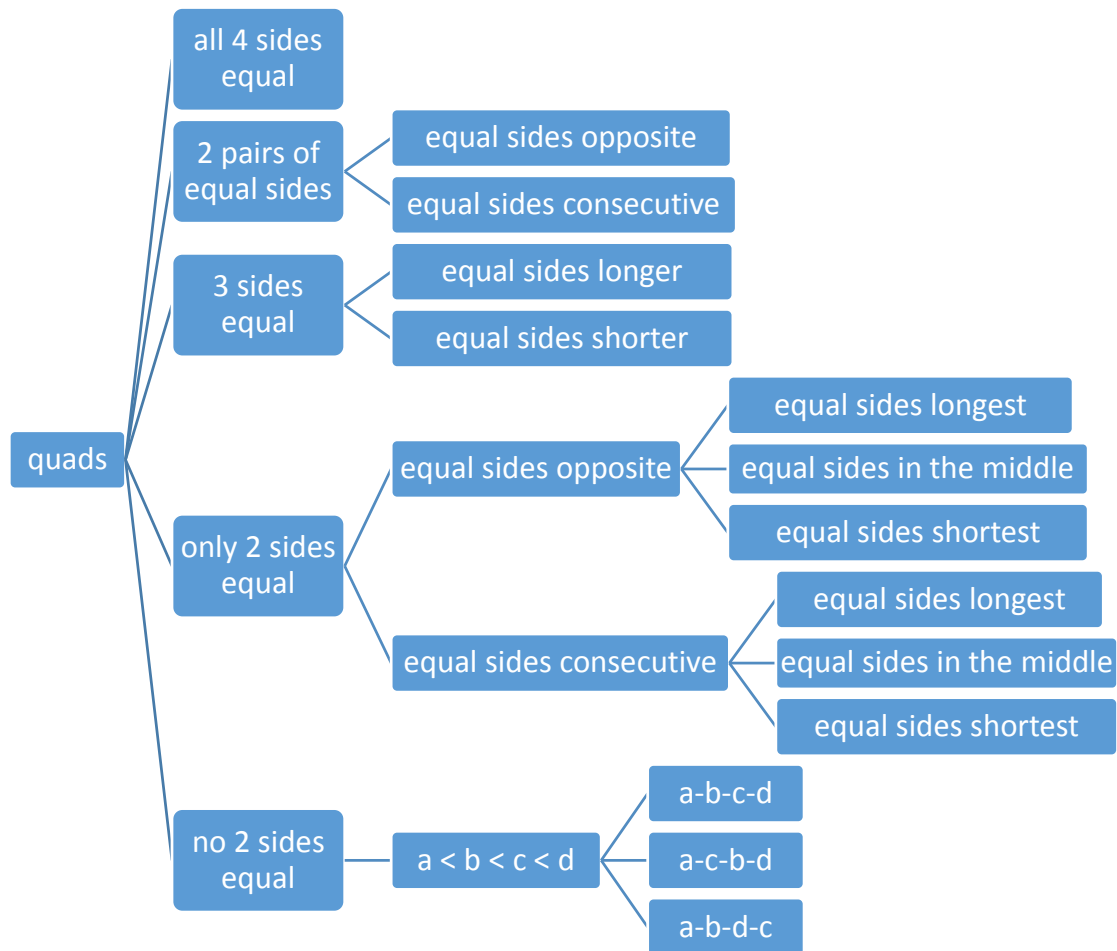 all 4 sides
equal
2 pairs of
equal sides
equal sides opposite
equal sides consecutive
3 sides
equal
equal sides longer
equal sides shorter
quads
only 2 sides
equal
equal sides opposite
equal sides longest
equal sides in the middle
equal sides shortest
equal sides consecutive
equal sides longest
equal sides in the middle
equal sides shortest
no 2 sides
equal
a < b < c < d
a-b-c-d
a-c-b-d
a-b-d-c